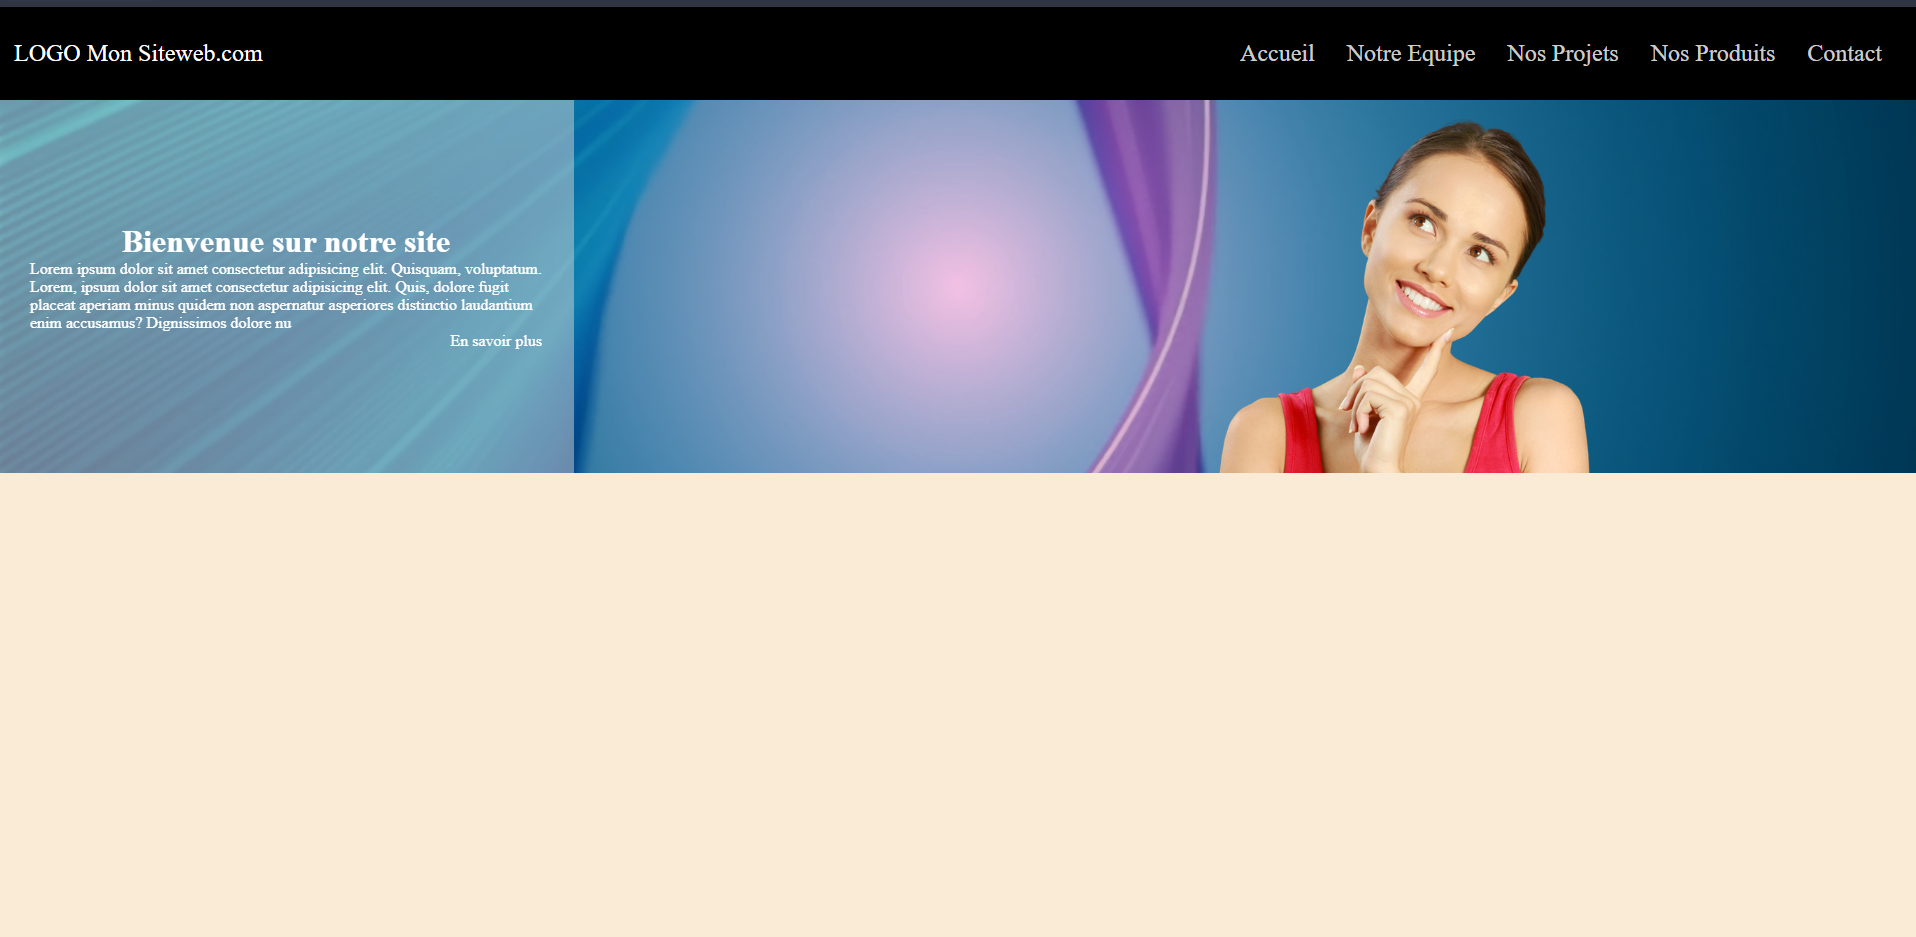 LOGO Mon Siteweb.com
Accueil Notre Equipe Nos Projets Nos Produits Contact
Bienvenue sur notre site
Lorem ipsum dolor sit amet consectetur adipisicing elit. Quisquam, voluptatum.
Lorem, ipsum dolor sit amet consectetur adipisicing elit. Quis, dolore fugit
placeat aperiam minus quidem non aspernatur asperiores distinctio laudantium
enim accusamus? Dignissimos dolore nu
En savoir plus